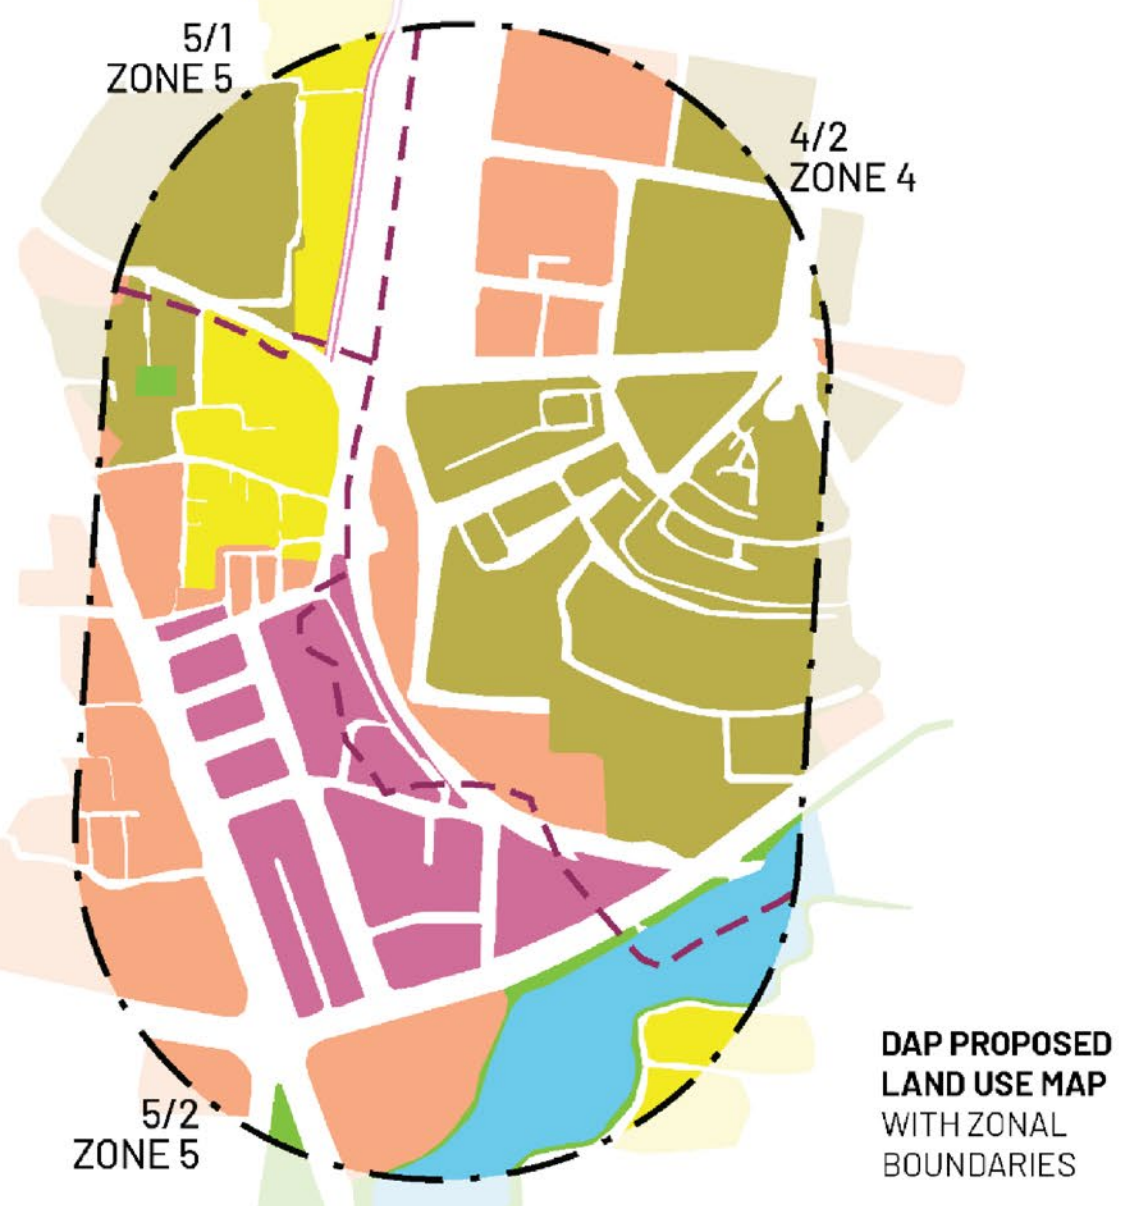 5/1
ZONE 5
4/2
ZONE 4
DAP PROPOSED
LAND USE MAP
WITH ZONAL
BOUNDARIES
5/2
ZONE 5